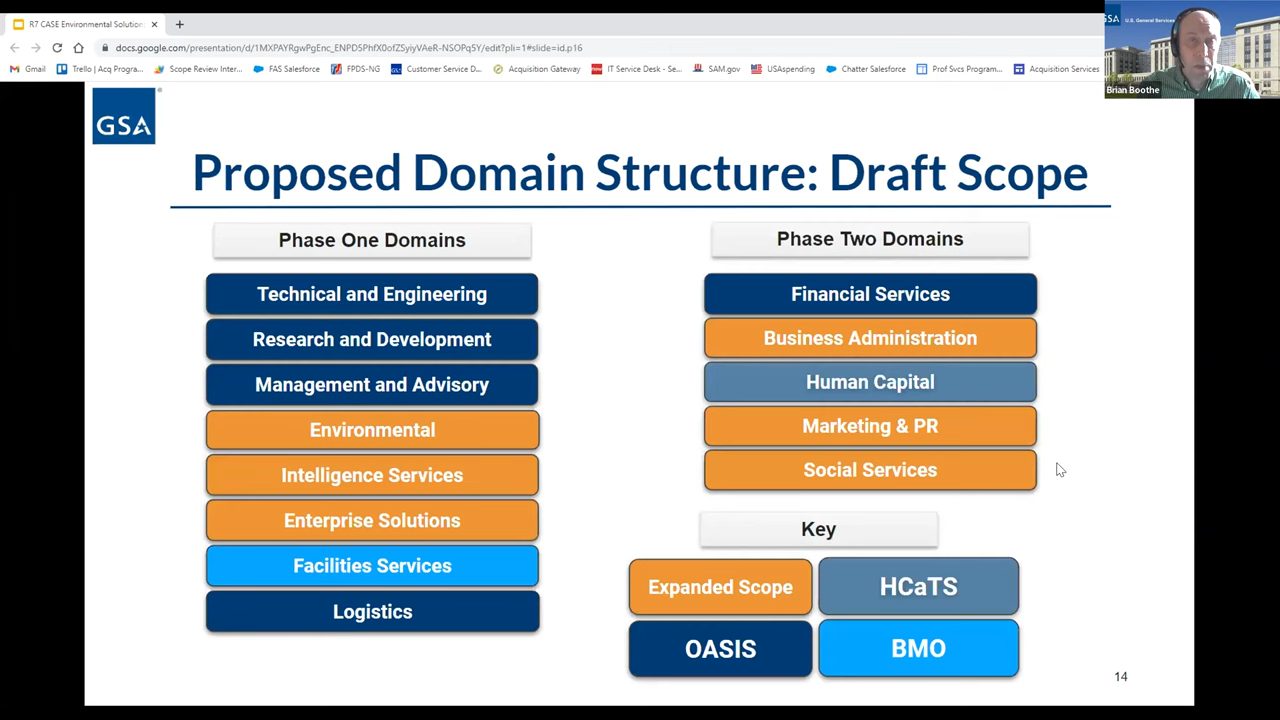 R7 CASE Environmental Solution
docs.google.com/presentation/d/1MXPAYRgwPgEnc_ENPD5PhfX0ofZSyiyVAeR-NSOPq5Y/edit?pli=1#slide=id.p16
Gmail
Trello | Acq Progra...
Scope Review Inter...
FAS Salesforce
FPDS-NG
Customer Service D...
Acquisition Gateway
IT Service Desk - Se...
SAM.gov
USAspending
Chatter Salesforce
Prof Svcs Program...
Acquisition Services
GSA
U.S. General Services
Brian Boothe
GSA
Proposed Domain Structure: Draft Scope
Phase One Domains
Technical and Engineering
Research and Development
Management and Advisory
Environmental
Intelligence Services
Enterprise Solutions
Facilities Services
Logistics
Phase Two Domains
Financial Services
Business Administration
Human Capital
Marketing & PR
Social Services
Key
Expanded Scope
HCaTS
OASIS
BMO
14